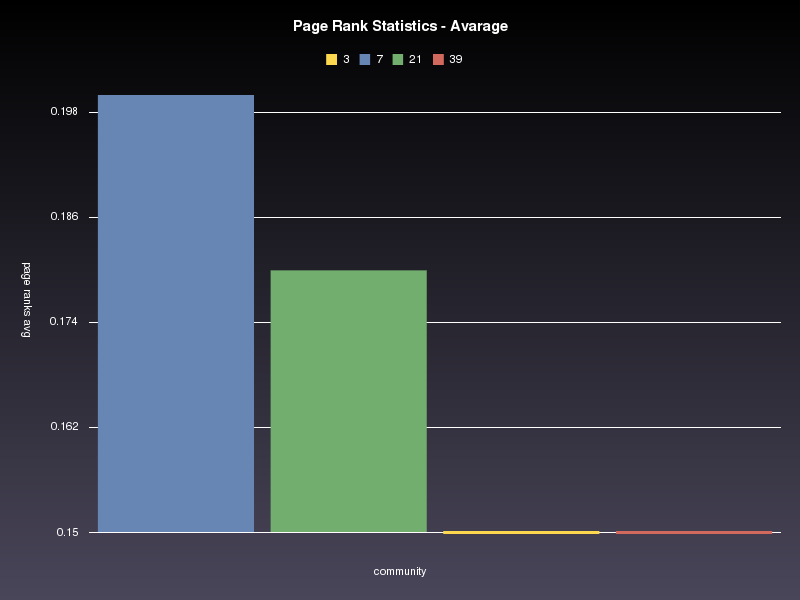 Page Rank Statistics - Avarage
3 7 21 39
0.198
0.186
0.174
0.162
0.15
page ranks avg
community